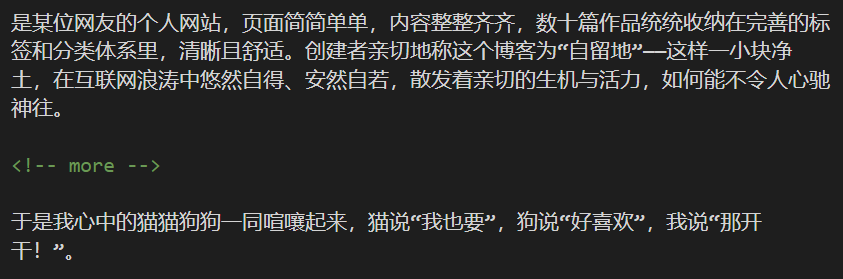 是某位网友的个人网站，页面简简单单，内容整整齐齐，数十篇作品统统收纳在完善的标
签和分类体系里，清晰且舒适。创建者亲切地称这个博客为“自留地”——这样一小块净
土，在互联网浪涛中悠然自得、安然自若，散发着亲切的生机与活力，如何能不令人心驰
神往。
<!-- more -->
于是我心中的猫猫狗狗一同喧嚷起来，猫说“我也要”，狗说“好喜欢”，我说“那开
干！”。